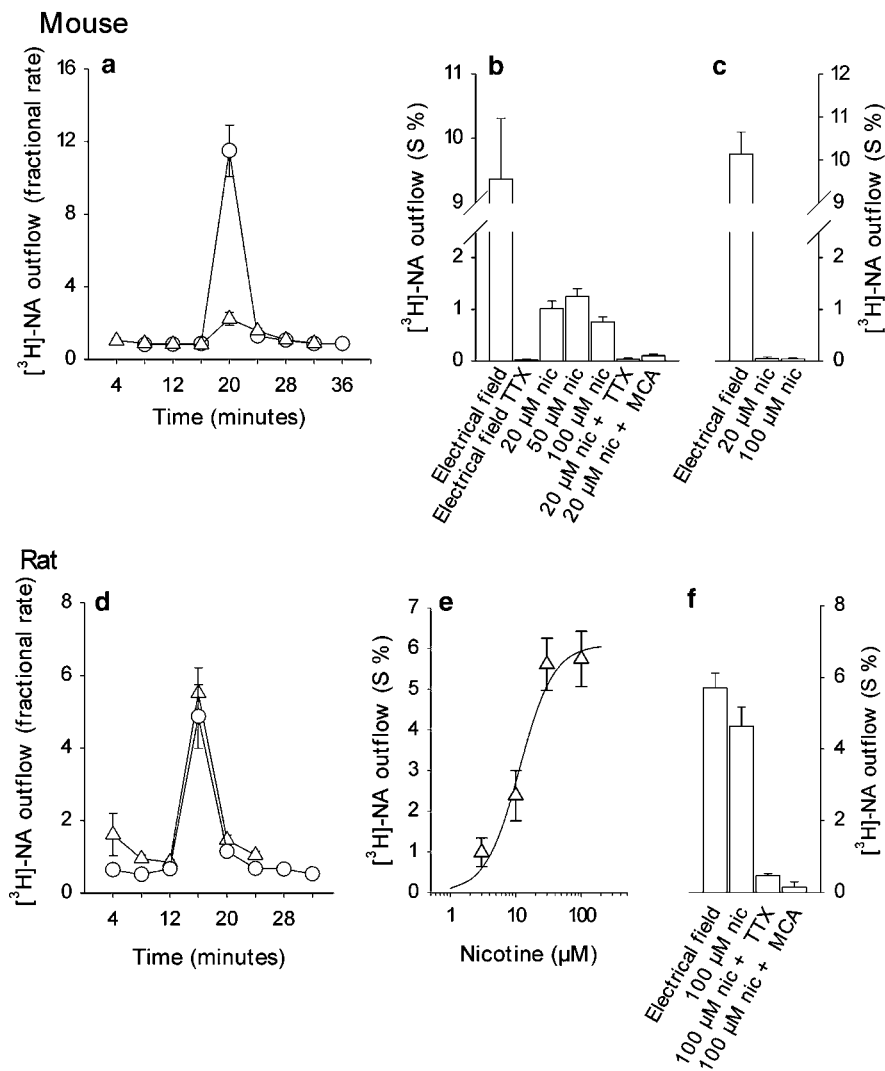 Mouse
a
[³H]-NA outflow (fractional rate)
16
12
8
4
0
4
12
20
28
36
Time (minutes)
b
[³H]-NA outflow (S %)
11
10
9
2
1
0
Electrical field
Electrical field TTX
20 µM nic
50 µM nic
100 µM nic
20 µM nic + TTX
20 µM nic + MCA
c
12
11
10
9
2
1
0
[³H]-NA outflow (S %)
Electrical field
20 µM nic
100 µM nic
Rat
d
[³H]-NA outflow (fractional rate)
8
6
4
2
0
4
12
20
28
Time (minutes)
e
[³H]-NA outflow (S %)
7
6
5
4
3
2
1
0
1
10
100
Nicotine (µM)
f
8
6
4
2
0
[³H]-NA outflow (S %)
Electrical field
100 µM nic
100 µM nic + TTX
100 µM nic + MCA